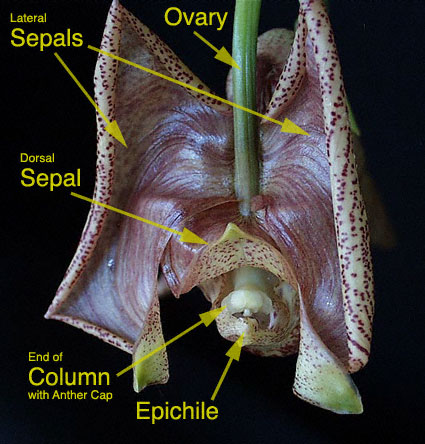 Lateral
Sepals
Ovary
Dorsal
Sepal
End of
Column
with Anther Cap
Epichile